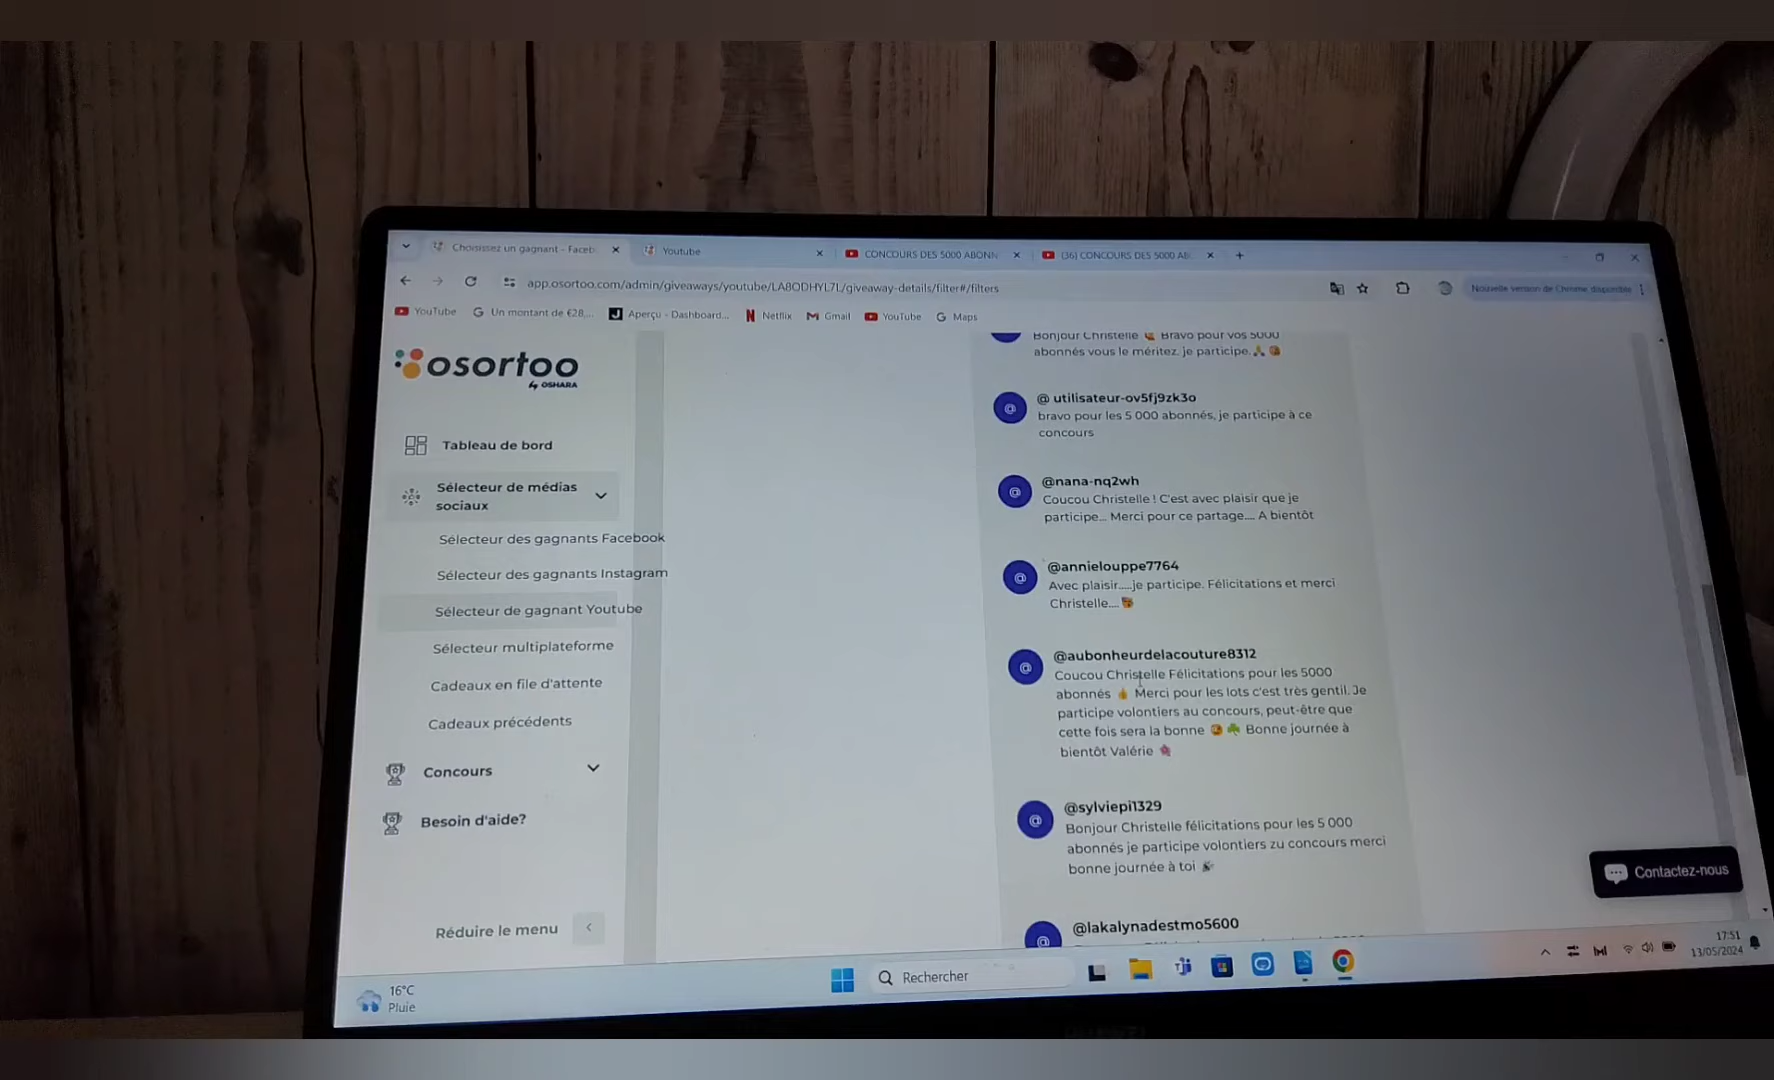 Choisissez un gagnant - Faceb
Youtube
CONCOURS DES 5000 ABONN
(36) CONCOURS DES 5000 AB
app.osortoo.com/admin/giveaways/youtube/LA8ODHYL7L/giveaway-details/filter#/filters
Nouvelle version de Chrome disponible
YouTube
Un montant de €28,...
Aperçu - Dashboard...
Netflix
Gmail
YouTube
Maps
osortoo
by OSHARA
Tableau de bord
Sélecteur de médias
sociaux
Sélecteur des gagnants Facebook
Sélecteur des gagnants Instagram
Sélecteur de gagnant Youtube
Sélecteur multiplateforme
Cadeaux en file d'attente
Cadeaux précédents
Concours
Besoin d'aide?
Réduire le menu
Bonjour Christelle 👏 Bravo pour vos 5000
abonnés vous le méritez. je participe.🙏 😘
@ utilisateur-ov5fj9zk3o
bravo pour les 5 000 abonnés, je participe à ce
concours
@nana-nq2wh
Coucou Christelle ! C'est avec plaisir que je
participe... Merci pour ce partage.... A bientôt
@annielouppe7764
Avec plaisir.....je participe. Félicitations et merci
Christelle....
@aubonheurdelacouture8312
Coucou Christelle Félicitations pour les 5000
abonnés 👍 Merci pour les lots c'est très gentil. Je
participe volontiers au concours, peut-être que
cette fois sera la bonne 😘 🍀 Bonne journée à
bientôt Valérie 🌺
@sylviepi1329
Bonjour Christelle félicitations pour les 5 000
abonnés je participe volontiers zu concours merci
bonne journée à toi 🎉
@lakalynadestmo5600
Contactez-nous
16°C
Pluie
Rechercher
17:51
13/05/2024